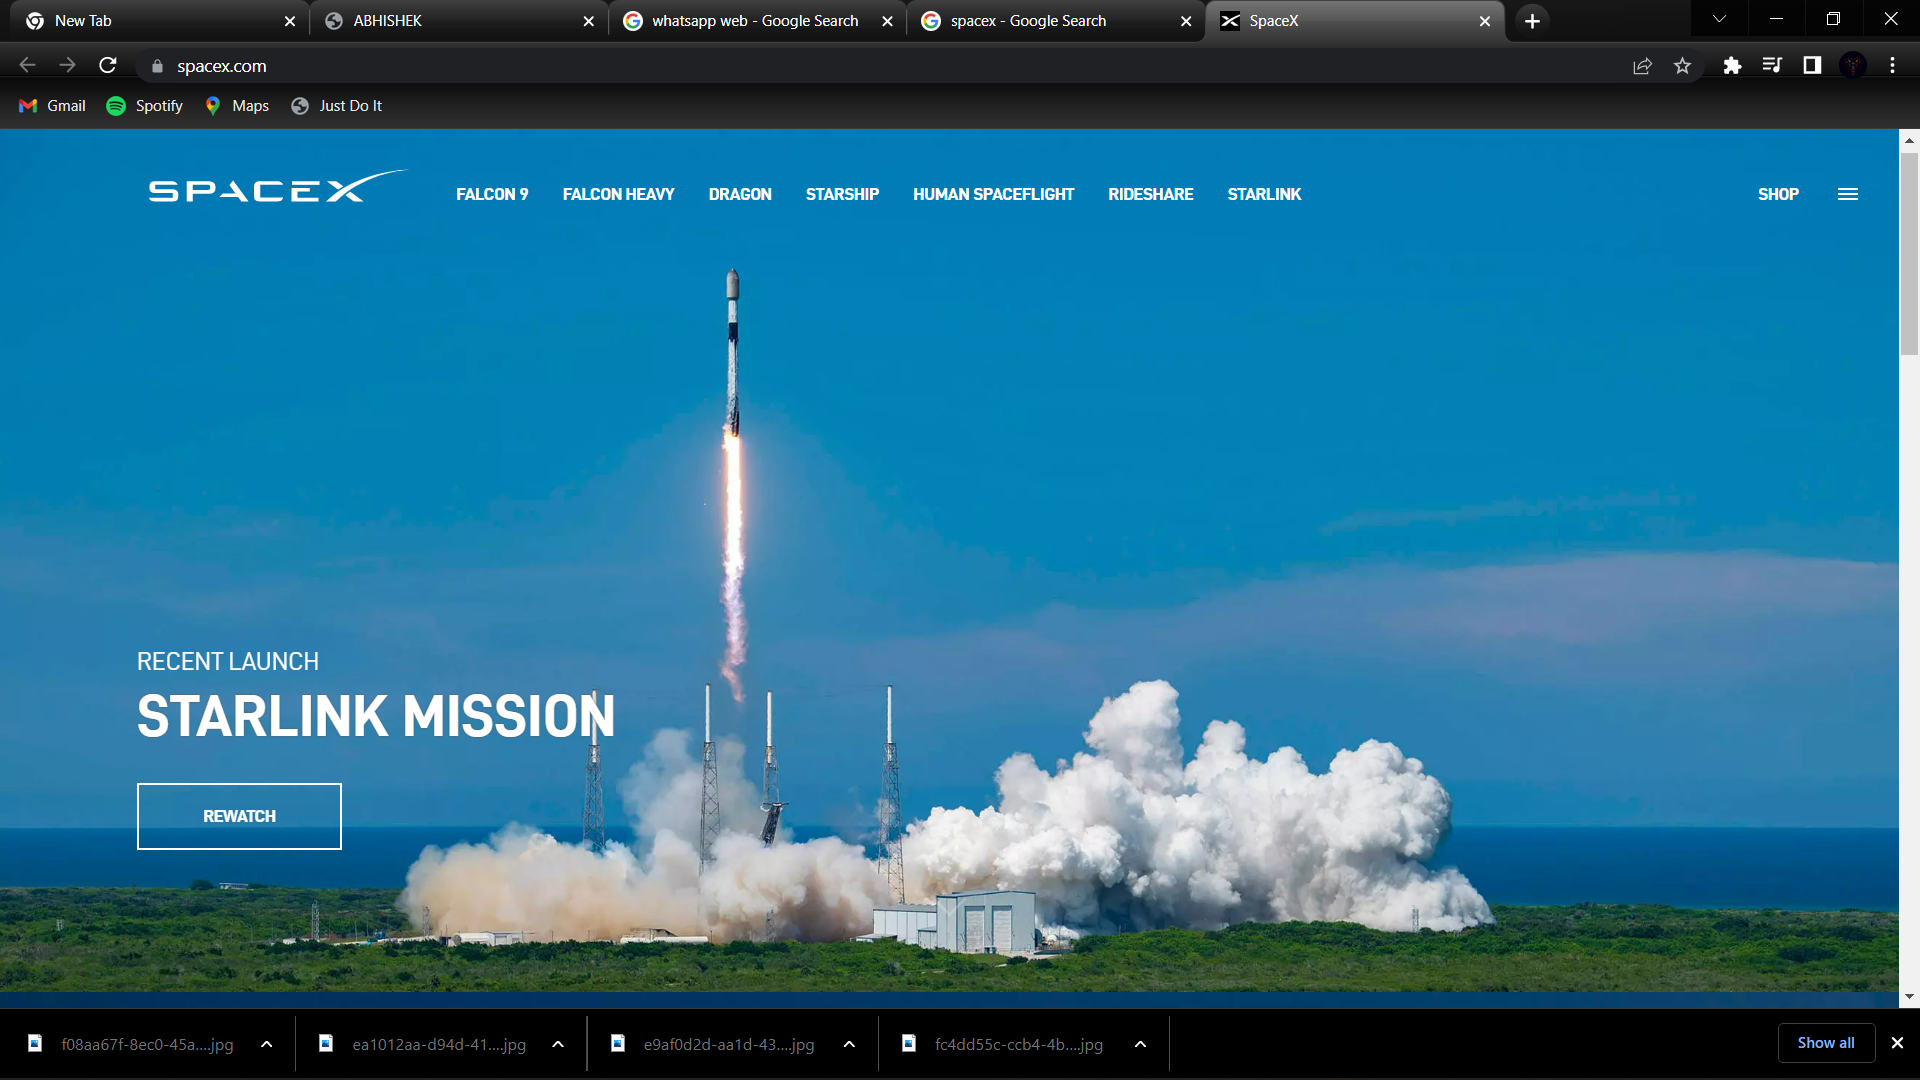 New Tab
ABHISHEK
whatsapp web - Google Search
spacex - Google Search
SpaceX
spacex.com
Gmail
Spotify
Maps
Just Do It
SPACEX
FALCON 9
FALCON HEAVY
DRAGON
STARSHIP
HUMAN SPACEFLIGHT
RIDESHARE
STARLINK
SHOP
RECENT LAUNCH
STARLINK MISSION
REWATCH
f08aa67f-8ec0-45a....jpg
ea1012aa-d94d-41....jpg
e9af0d2d-aa1d-43....jpg
fc4dd55c-ccb4-4b....jpg
Show all